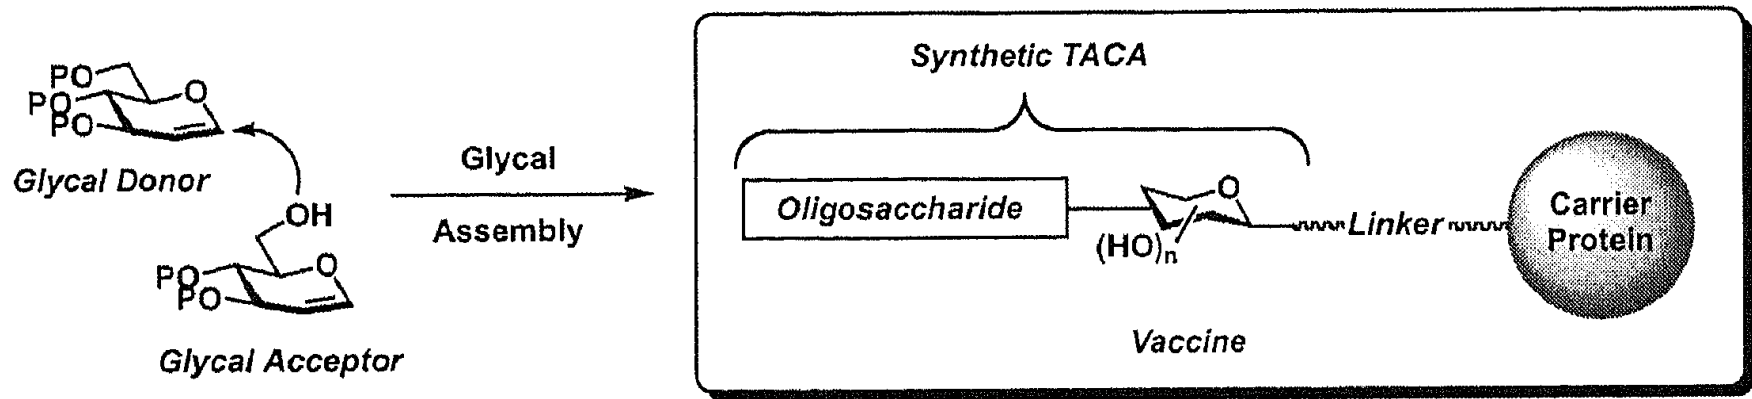 PO
O
PO
PO
Glycal Donor
OH
PO
O
PO
Glycal Acceptor
Glycal
Assembly
Synthetic TACA
Oligosaccharide
O
(HO)n
Linker
Carrier
Protein
Vaccine